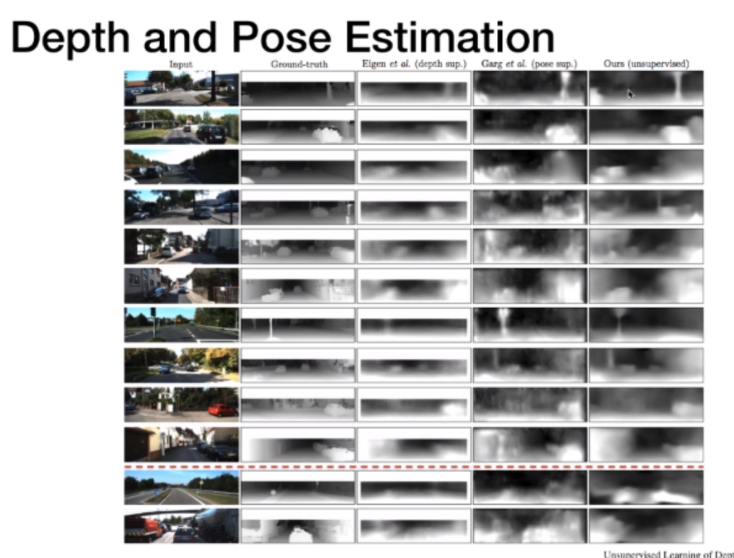 Depth and Pose Estimation
Input Ground-truth Eigen et al. (depth sup.) Garg et al. (pose sup.) Ours (unsupervised)
Unsupervised Learning of Dept